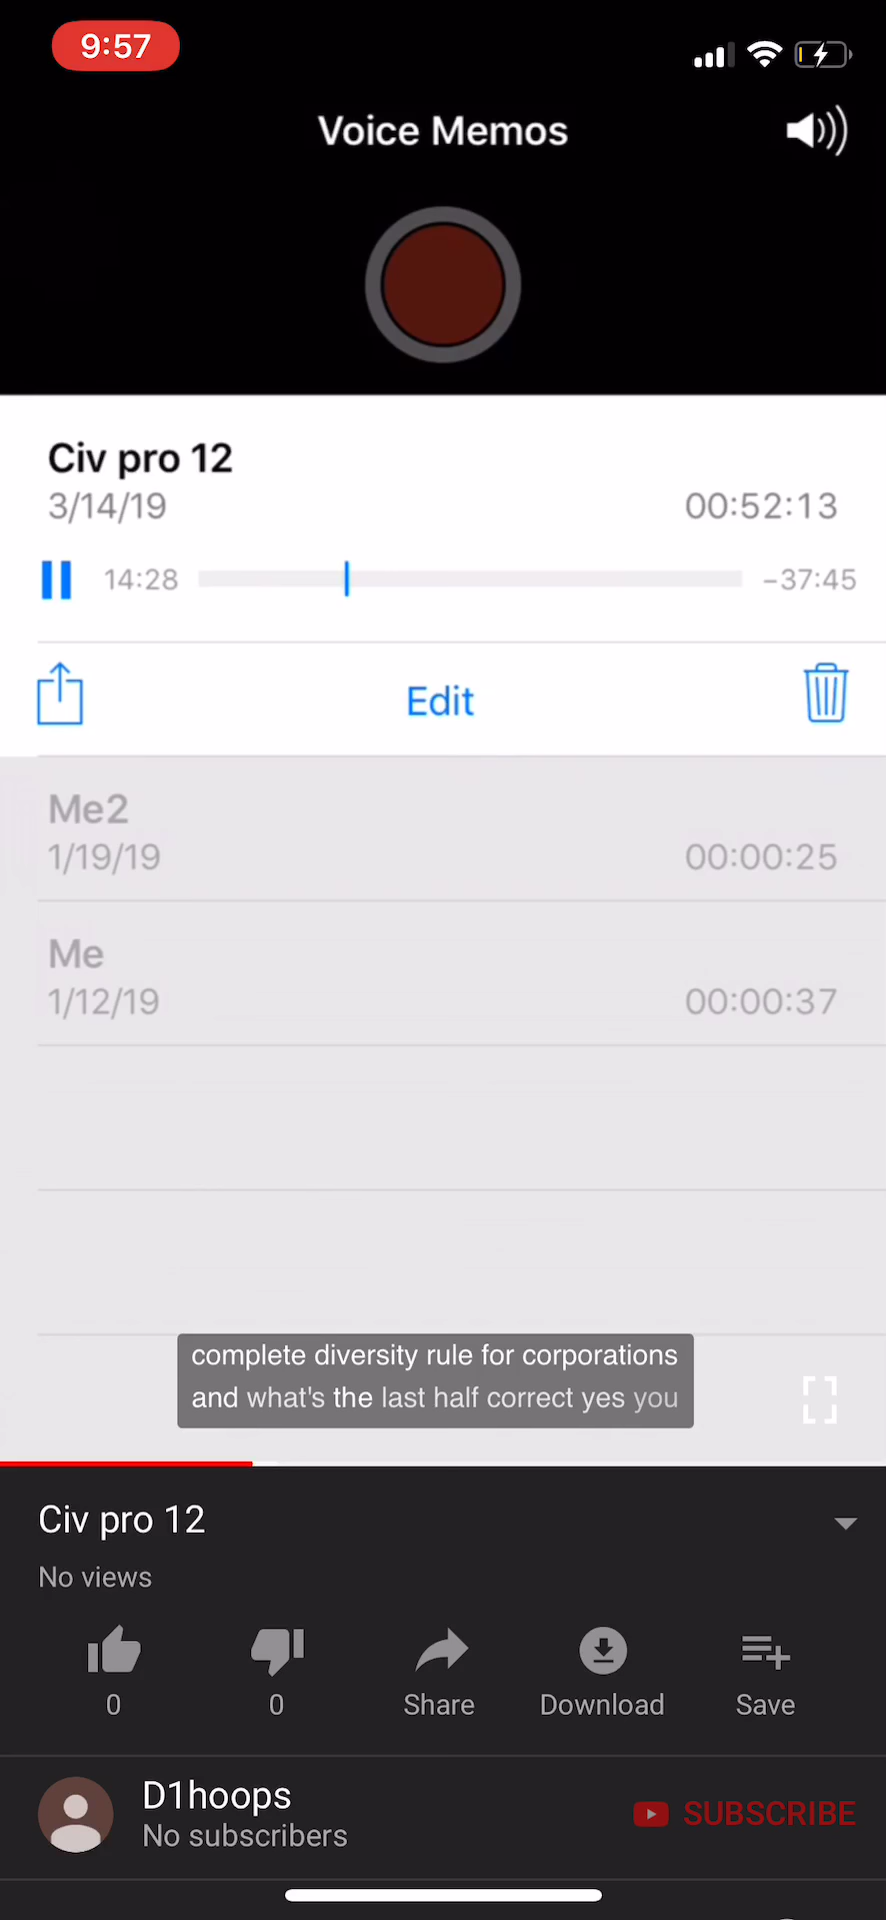 9:57
Voice Memos
Civ pro 12
3/14/19 00:52:13
14:28 -37:45
Edit
Me2
1/19/19 00:00:25
Me
1/12/19 00:00:37
complete diversity rule for corporations
and what's the last half correct yes you
Civ pro 12
No views
0 0 Share Download Save
D1hoops
No subscribers
SUBSCRIBE